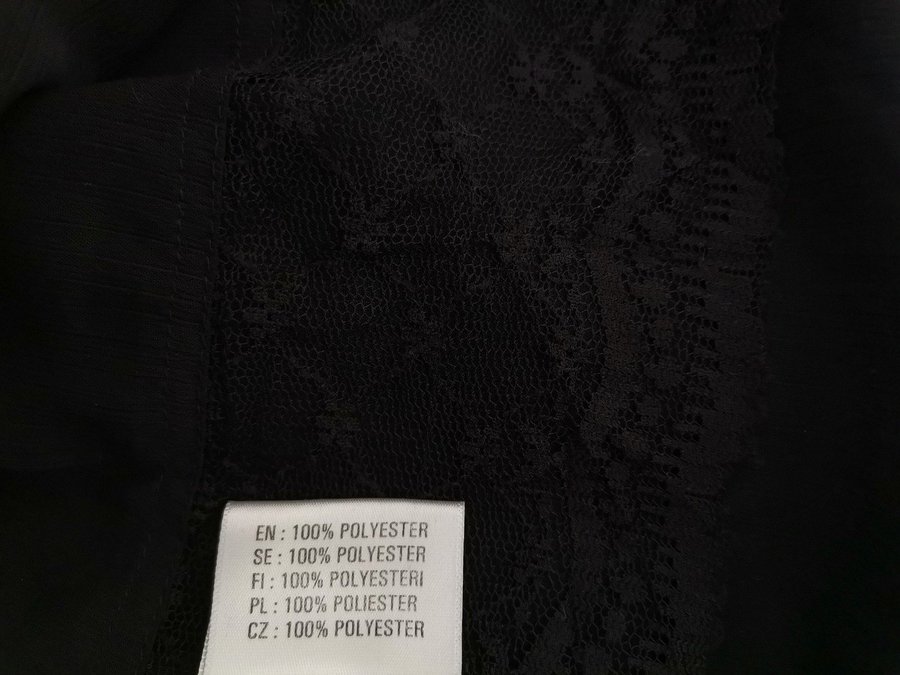 EN : 100% POLYESTER
SE : 100% POLYESTER
FI : 100% POLYESTERI
PL : 100% POLIESTER
CZ : 100% POLYESTER